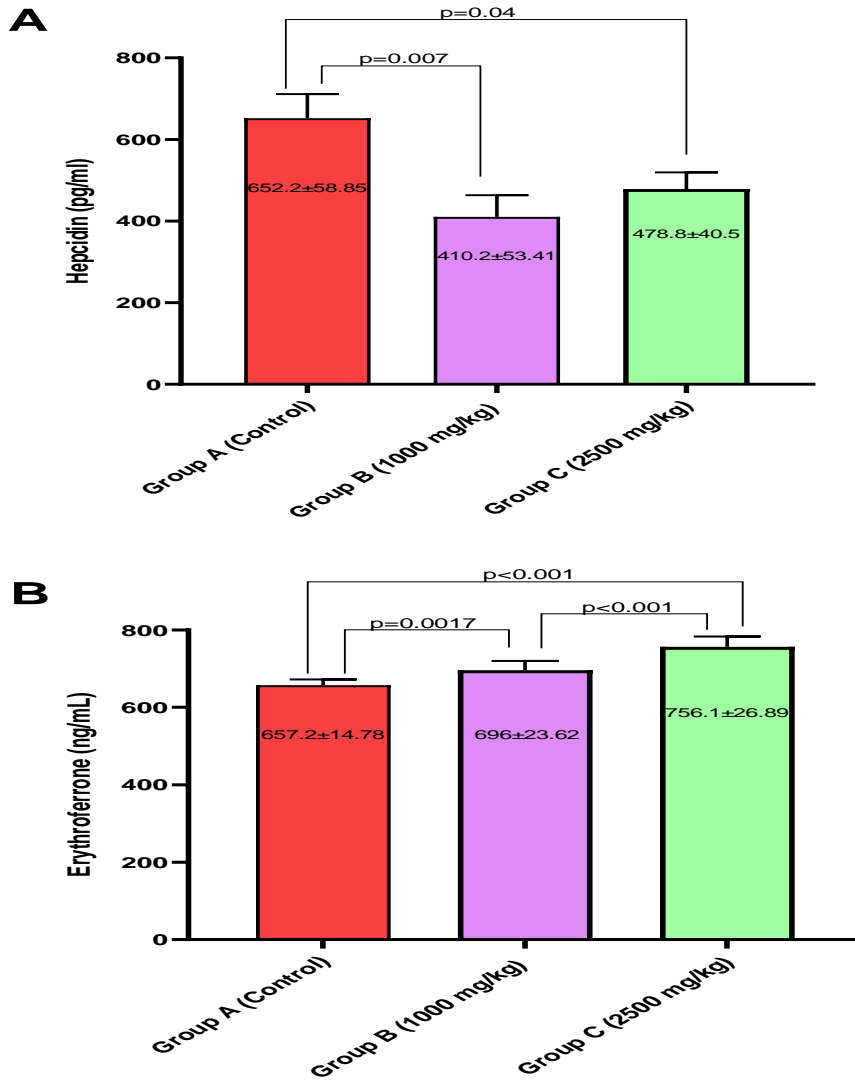 A
p=0.04
p=0.007
800
600
400
200
0
Hepcidin (pg/ml)
652.2±58.85
410.2±53.41
478.8±40.5
Group A (Control)
Group B (1000 mg/kg)
Group C (2500 mg/kg)
B
p<0.001
p=0.0017
p<0.001
800
600
400
200
0
Erythroferrone (ng/mL)
657.2±14.78
696±23.62
756.1±26.89
Group A (Control)
Group B (1000 mg/kg)
Group C (2500 mg/kg)